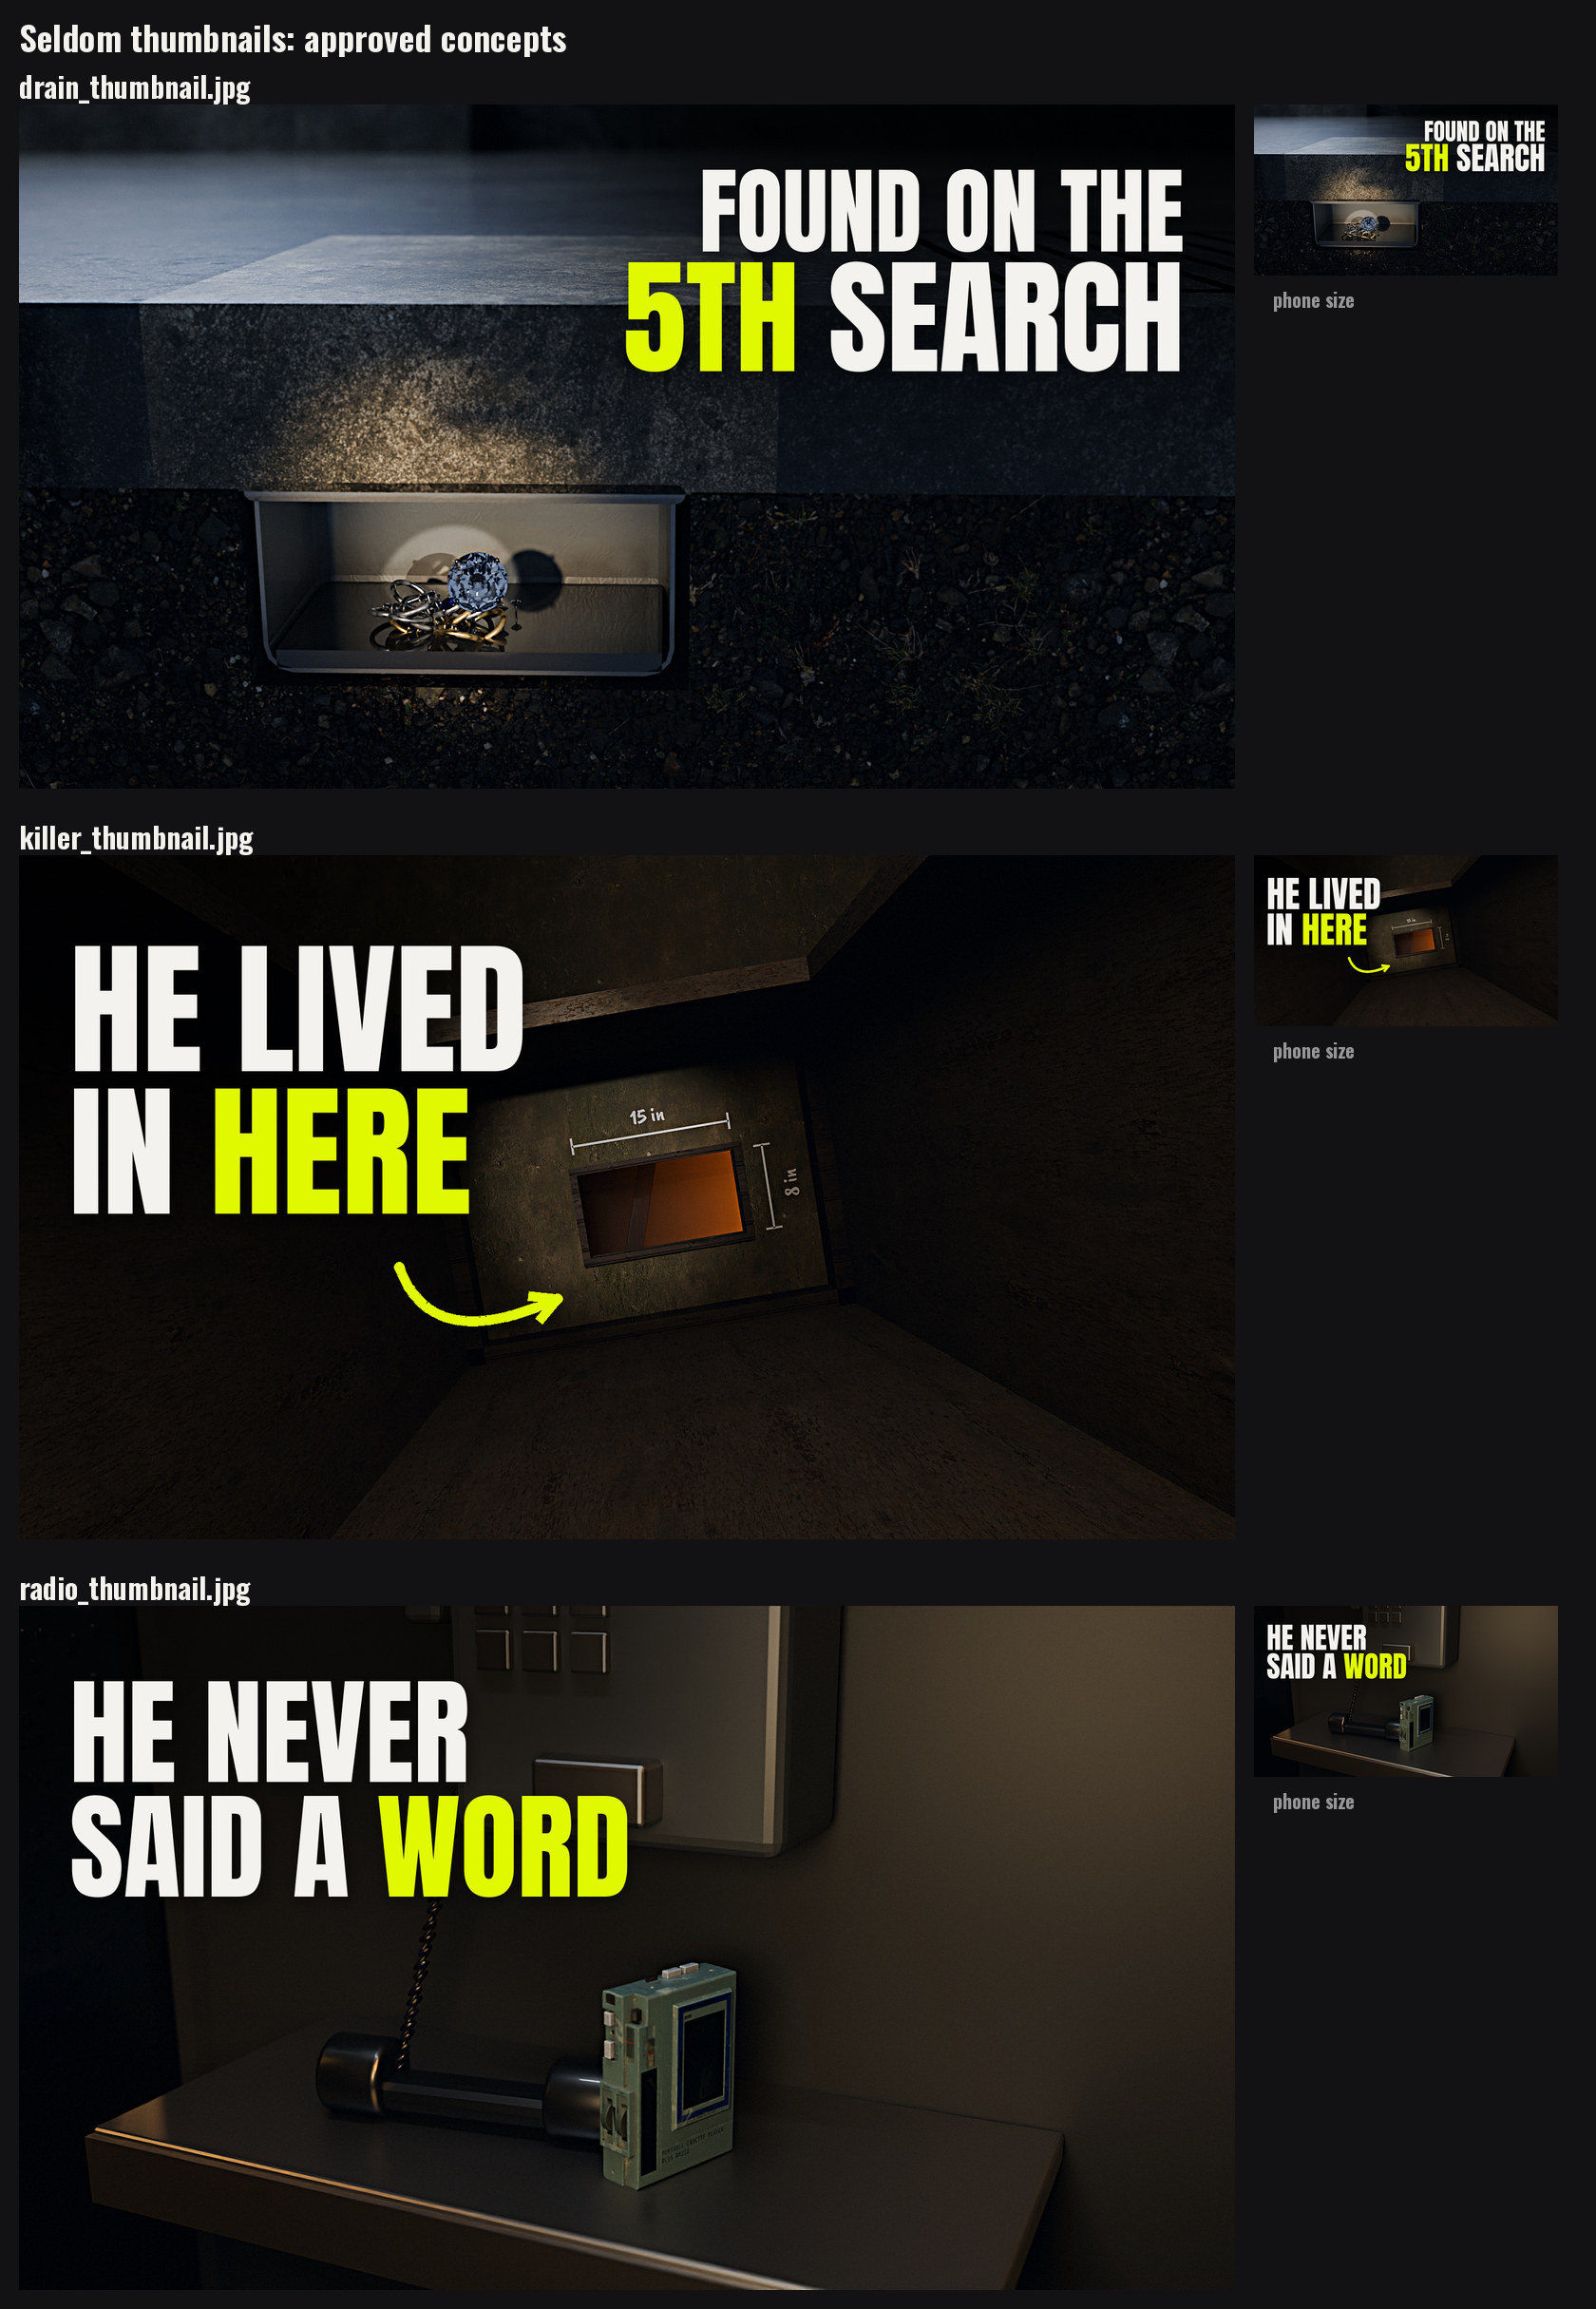 Seldom thumbnails: approved concepts
drain_thumbnail.jpg
FOUND ON THE
5TH SEARCH
FOUND ON THE
5TH SEARCH
phone size
killer_thumbnail.jpg
HE LIVED
IN HERE
15 in
8 in
HE LIVED
IN HERE
15 in
phone size
radio_thumbnail.jpg
HE NEVER
SAID A WORD
HE NEVER
SAID A WORD
phone size